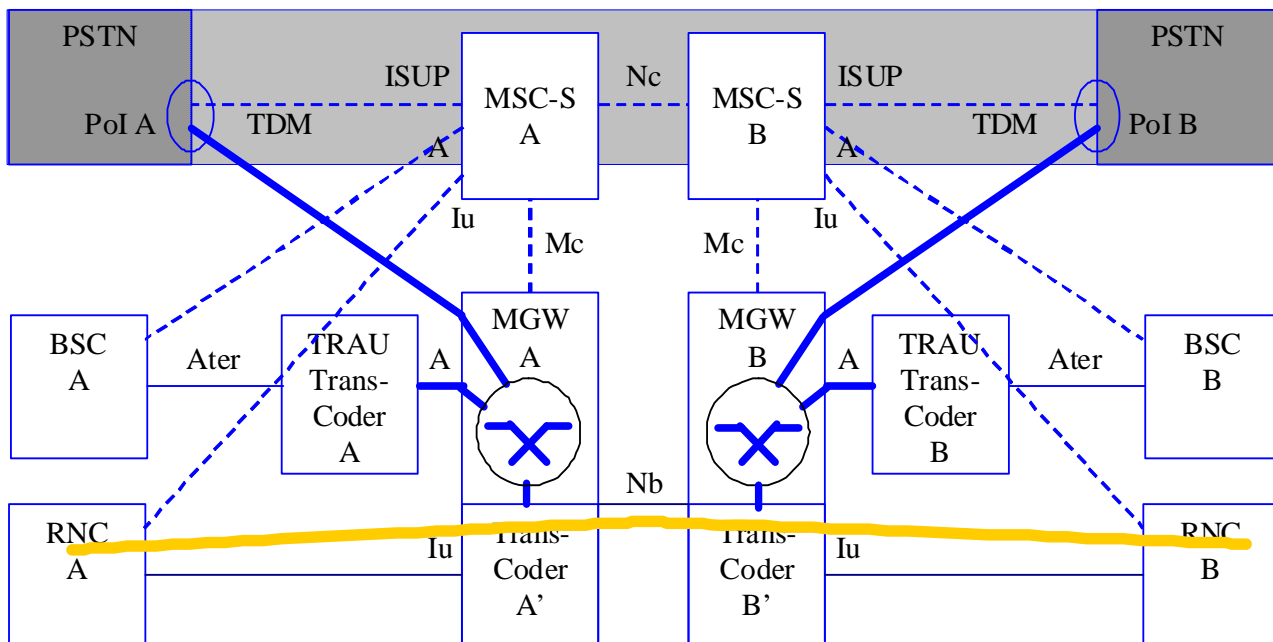 PSTN
PSTN
ISUP
Nc
ISUP
MSC-S
A
MSC-S
B
PoI A
TDM
TDM
PoI B
A
A
Iu
Iu
Mc
Mc
MGW
A
MGW
B
BSC
A
Ater
TRAU
Trans-
Coder
A
A
A
TRAU
Trans-
Coder
B
Ater
BSC
B
Nb
RNC
A
Iu
Trans-
Coder
A’
Trans-
Coder
B’
Iu
RNC
B